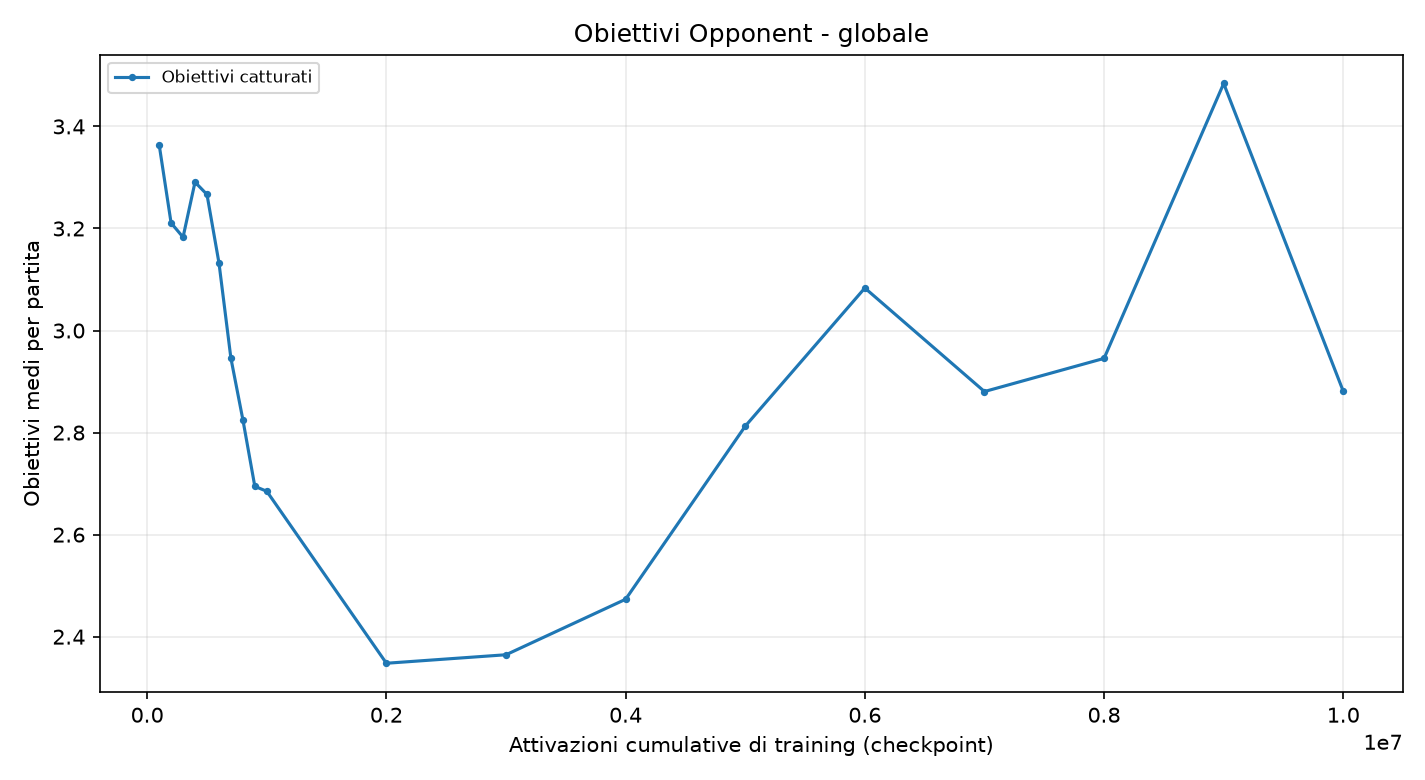 Obiettivi Opponent - globale
Obiettivi catturati
3.4
3.2
3.0
2.8
2.6
2.4
Obiettivi medi per partita
0.0 0.2 0.4 0.6 0.8 1.0
1e7
Attivazioni cumulative di training (checkpoint)